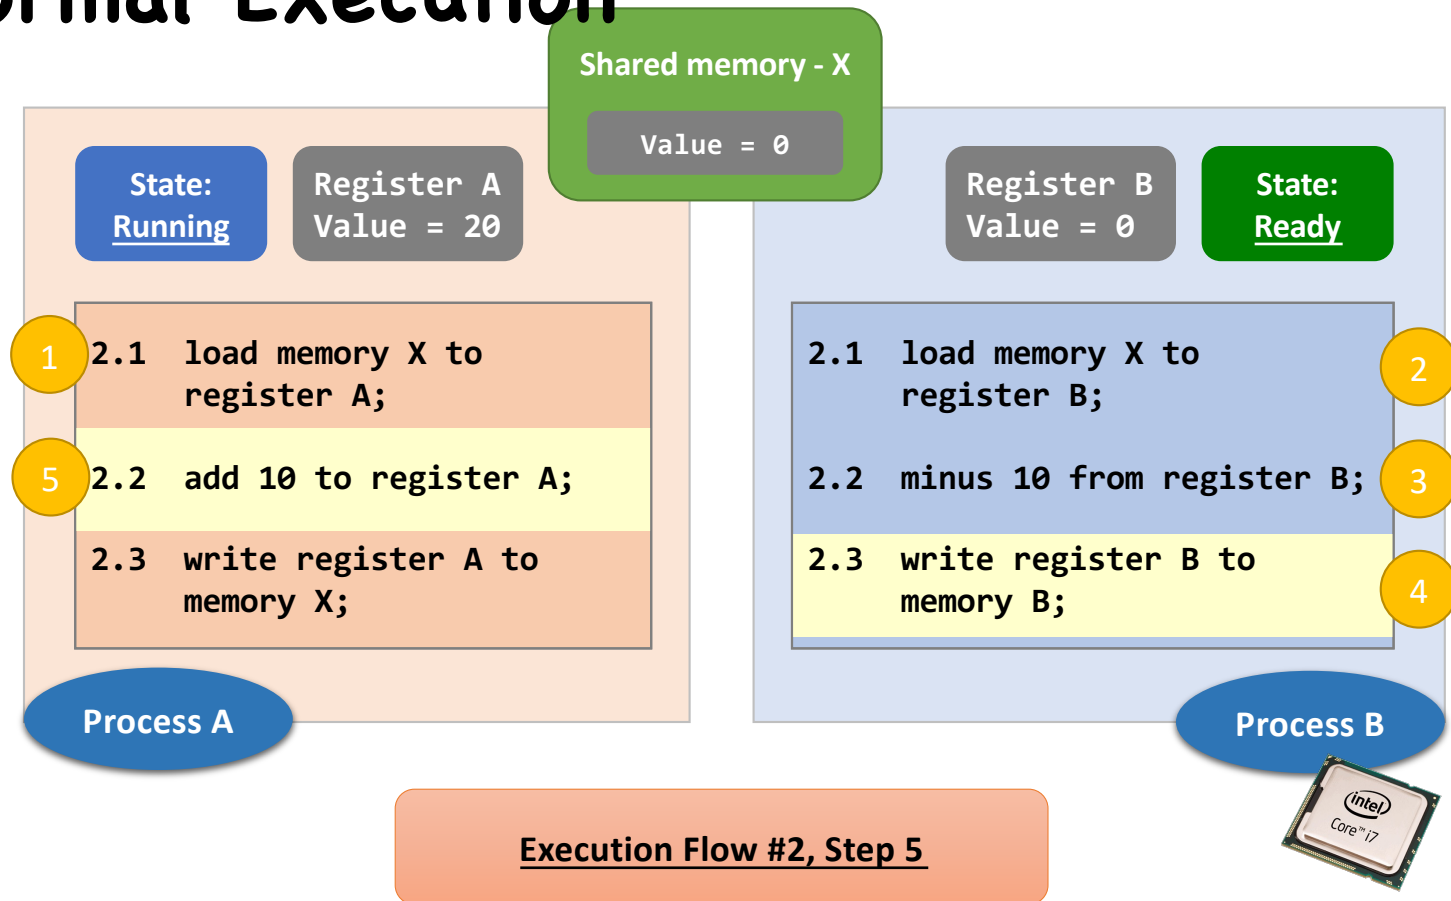 ormal Execution
Shared memory - X
Value = 0
State:
Running
Register A
Value = 20
Register B
Value = 0
State:
Ready
1
2.1 load memory X to
register A;
5
2.2 add 10 to register A;
2.3 write register A to
memory X;
Process A
2.1 load memory X to
register B;
2
2.2 minus 10 from register B;
3
2.3 write register B to
memory B;
4
Process B
intel
Core™ i7
Execution Flow #2, Step 5